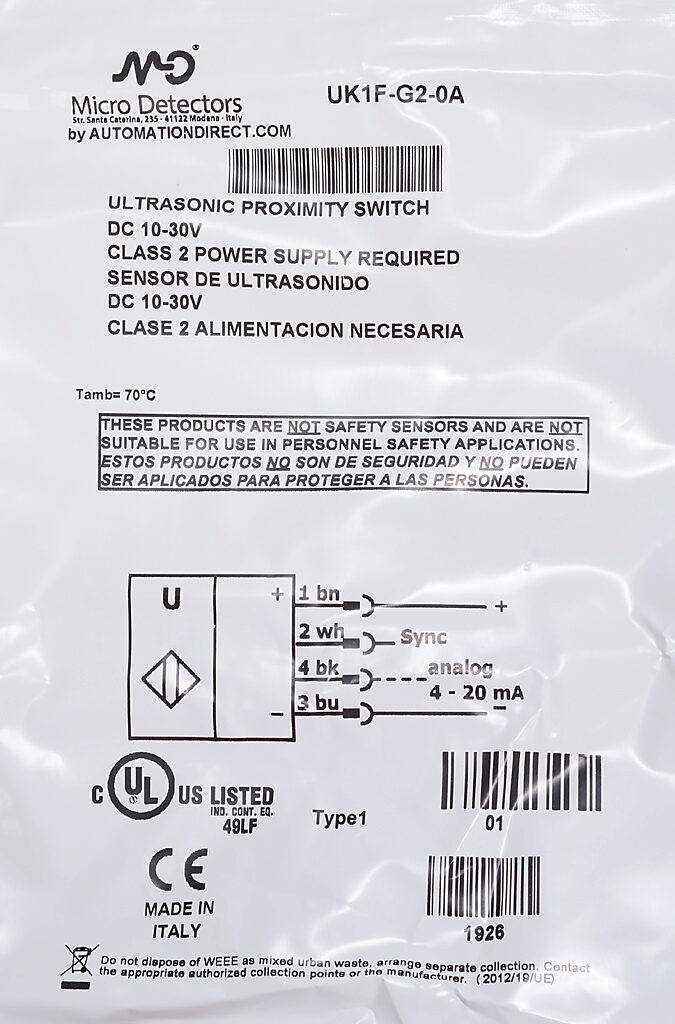 MD®
Micro Detectors
Str. Santa Caterina, 235 - 41122 Modena - Italy
by AUTOMATIONDIRECT.COM
UK1F-G2-0A
ULTRASONIC PROXIMITY SWITCH
DC 10-30V
CLASS 2 POWER SUPPLY REQUIRED
SENSOR DE ULTRASONIDO
DC 10-30V
CLASE 2 ALIMENTACION NECESARIA
Tamb= 70°C
THESE PRODUCTS ARE NOT SAFETY SENSORS AND ARE NOT
SUITABLE FOR USE IN PERSONNEL SAFETY APPLICATIONS.
ESTOS PRODUCTOS NO SON DE SEGURIDAD Y NO PUEDEN
SER APLICADOS PARA PROTEGER A LAS PERSONAS.
U
+ 1 bn +
2 wh Sync
4 bk analog
4 - 20 mA
- 3 bu -
C UL US LISTED
IND. CONT. EQ.
49LF
Type1
01
CE
MADE IN
ITALY
1926
Do not dispose of WEEE as mixed urban waste, arrange separate collection. Contact
the appropriate authorized collection points or the manufacturer. (2012/19/UE)